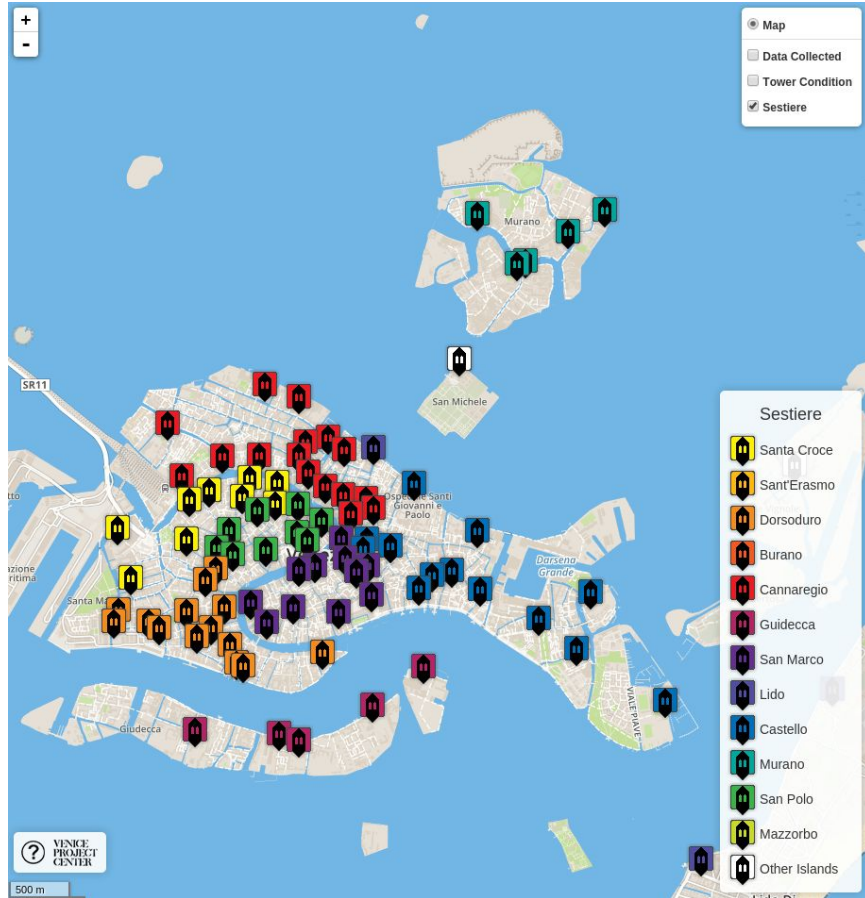 +
-
Map
Data Collected
Tower Condition
Sestiere
Murano
SR11
San Michele
Sestiere
Santa Croce
Sant'Erasmo
Dorsoduro
Burano
Cannaregio
Guidecca
San Marco
Lido
Castello
Murano
San Polo
Mazzorbo
Other Islands
Giovanni e
Paolo
Darsena
Grande
Santa
VIALE PIAVE
Giudecca
?
VENICE
PROJECT
CENTER
500 m